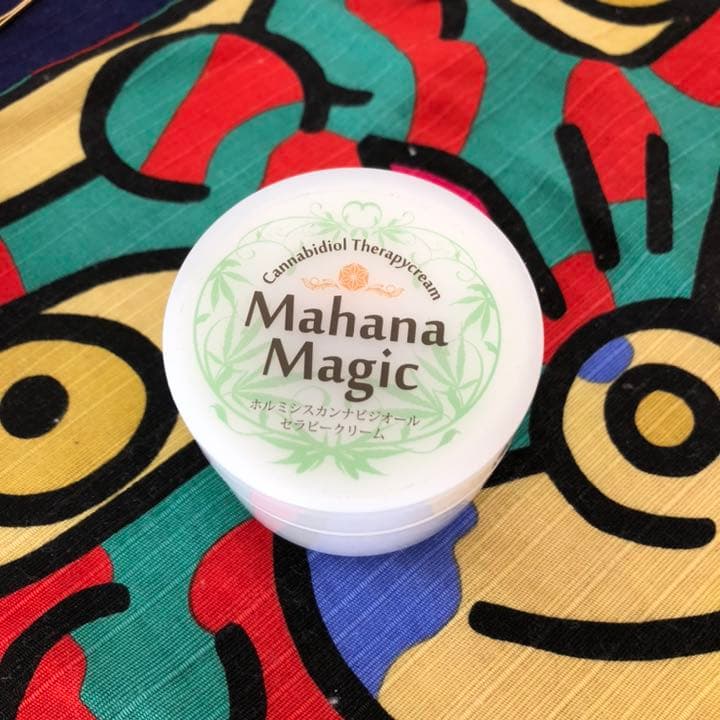 Cannabidiol Therapycream
Mahana
Magic
ホルミシスカンナビジオール
セラピークリーム